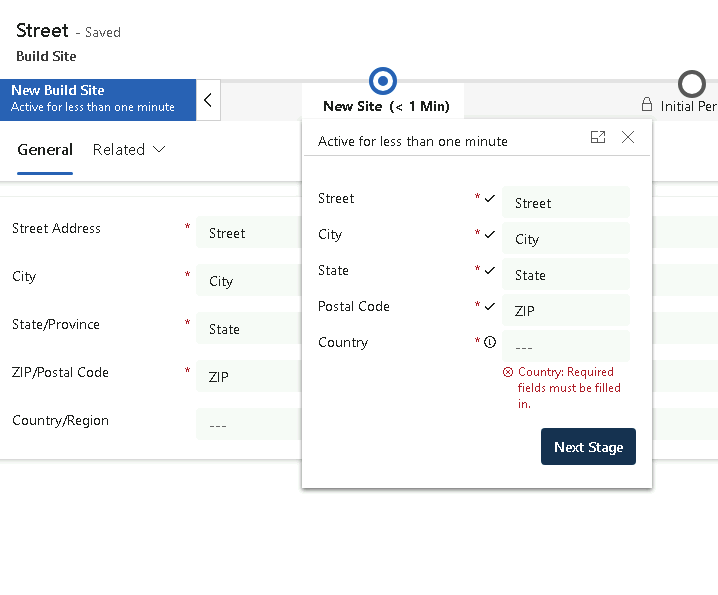 Street - Saved
Build Site
New Build Site
Active for less than one minute
New Site (< 1 Min)
Initial Per
General Related
Active for less than one minute
Street * Street
City * City
State * State
Postal Code * ZIP
Country * ---
Country: Required
fields must be filled
in.
Next Stage
Street Address * Street
City * City
State/Province * State
ZIP/Postal Code * ZIP
Country/Region ---